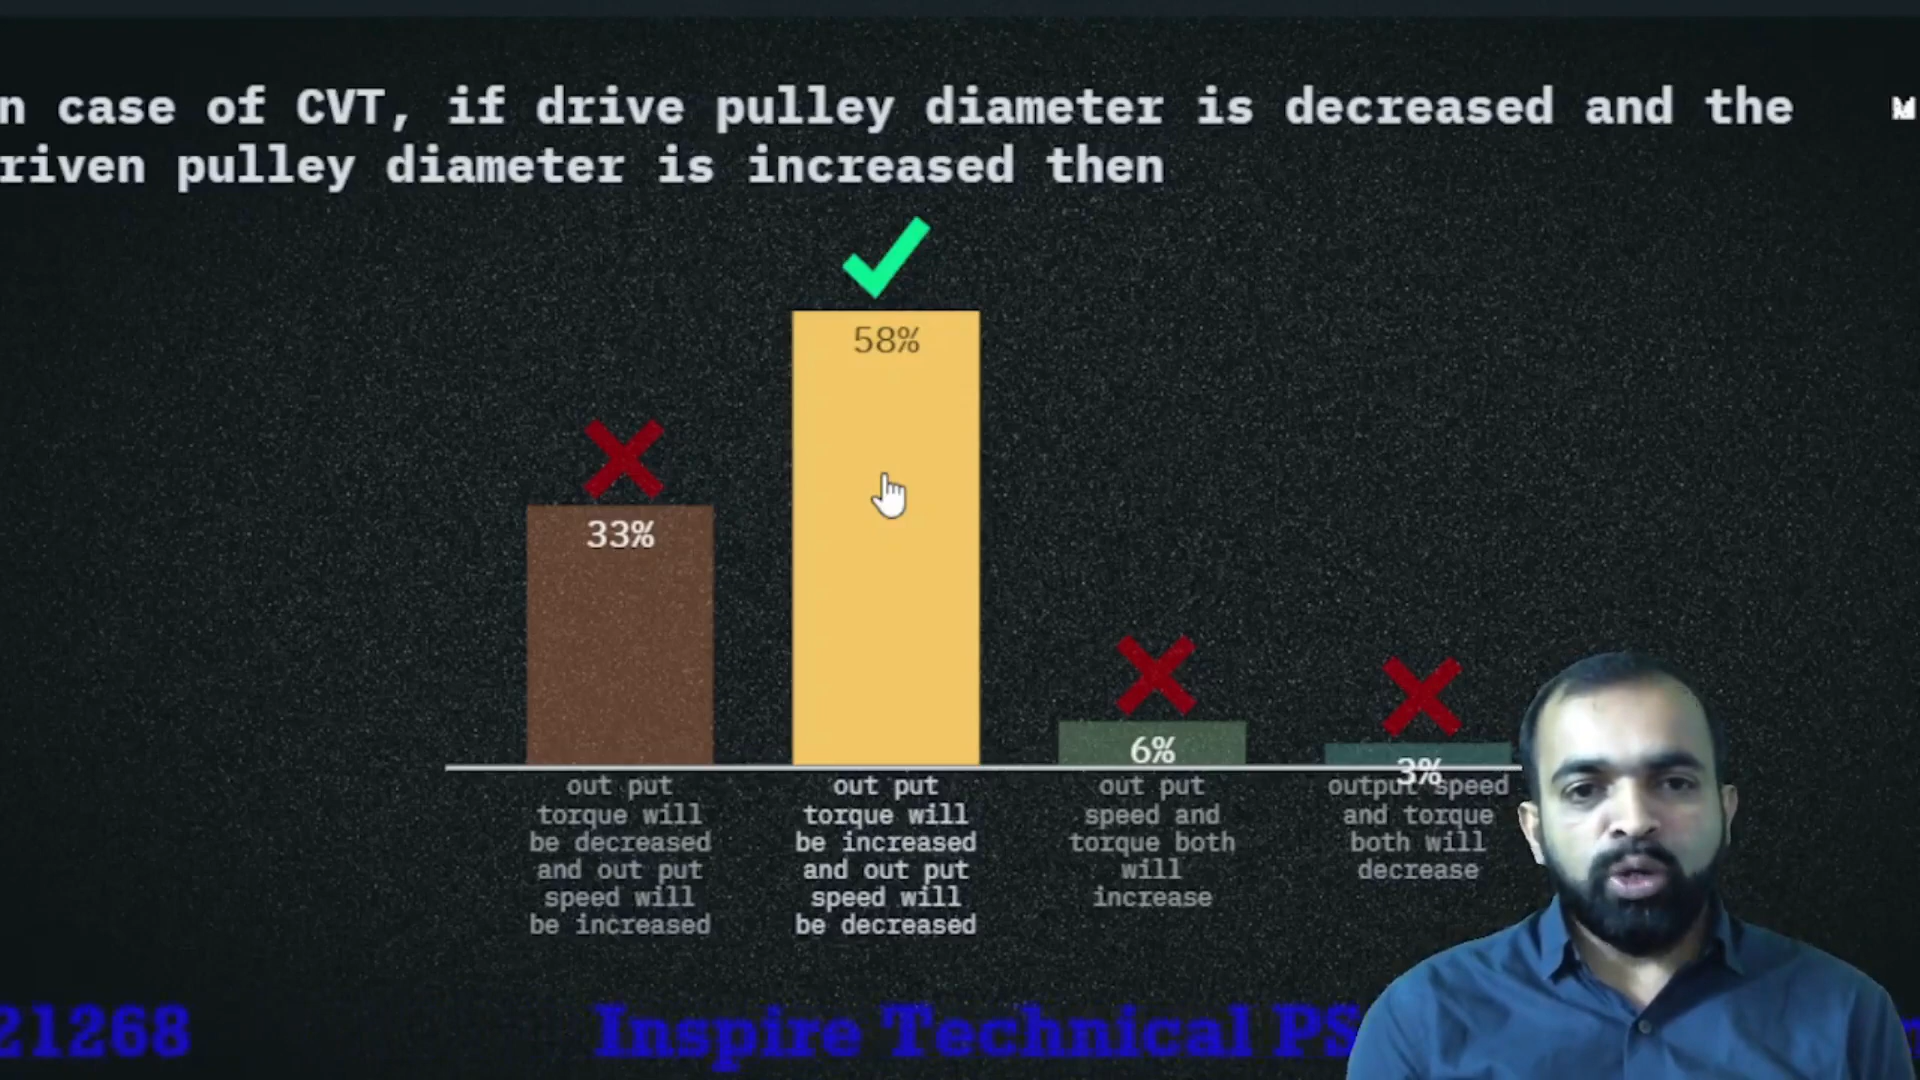 n case of CVT, if drive pulley diameter is decreased and the
riven pulley diameter is increased then
M
58%
33%
6%
3%
out put
torque will
be decreased
and out put
speed will
be increased
out put
torque will
be increased
and out put
speed will
be decreased
out put
speed and
torque both
will
increase
output speed
and torque
both will
decrease
21268
Inspire Technical PS